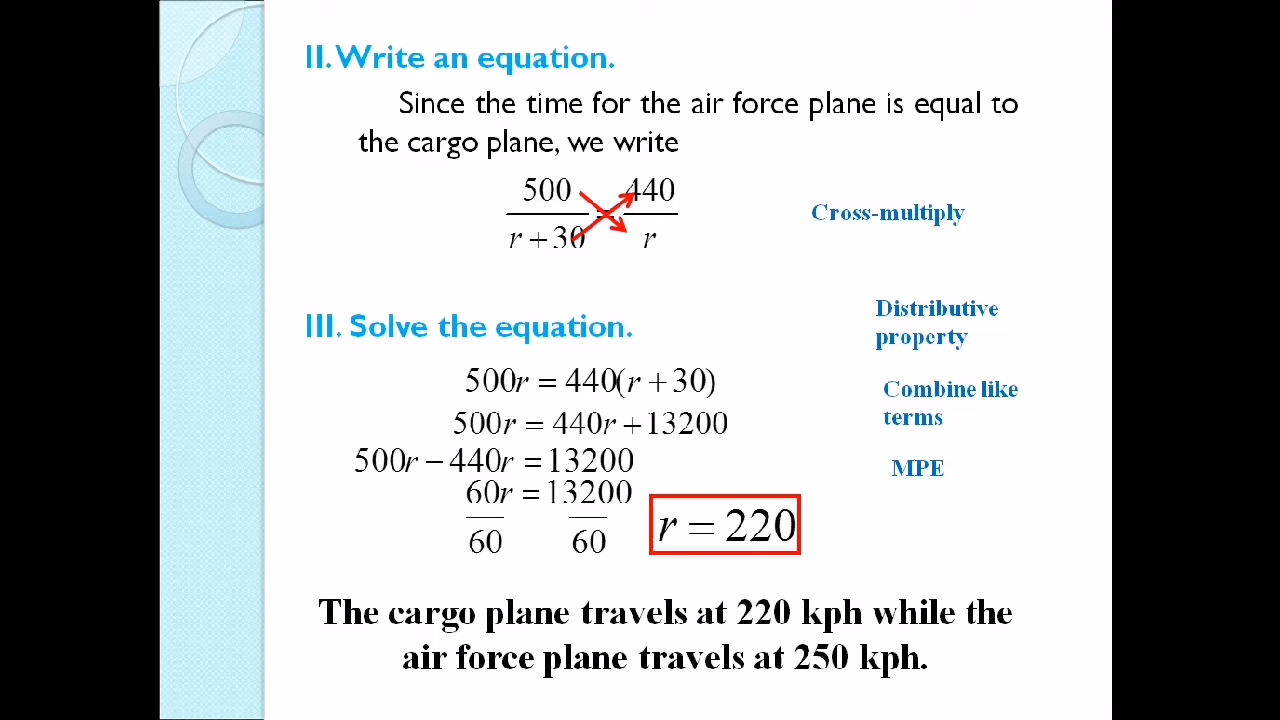 II. Write an equation.
Since the time for the air force plane is equal to
the cargo plane, we write
500/(r + 30) = 440/r
Cross-multiply
III. Solve the equation.
Distributive
property
500r = 440(r + 30)
Combine like
terms
500r = 440r + 13200
500r − 440r = 13200
MPE
60r = 13200
60 60
r = 220
The cargo plane travels at 220 kph while the
air force plane travels at 250 kph.